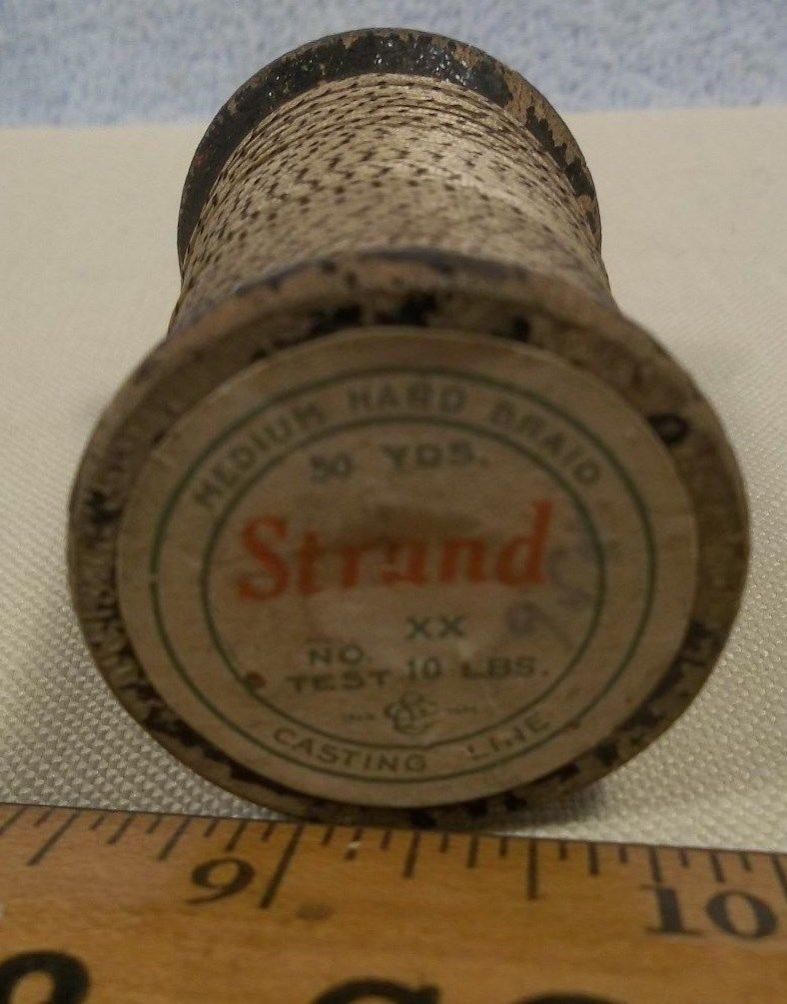 MEDIUM HARD BRAID
50 YDS.
Strand
XX
NO.
TEST 10 LBS.
CASTING LINE
9
10